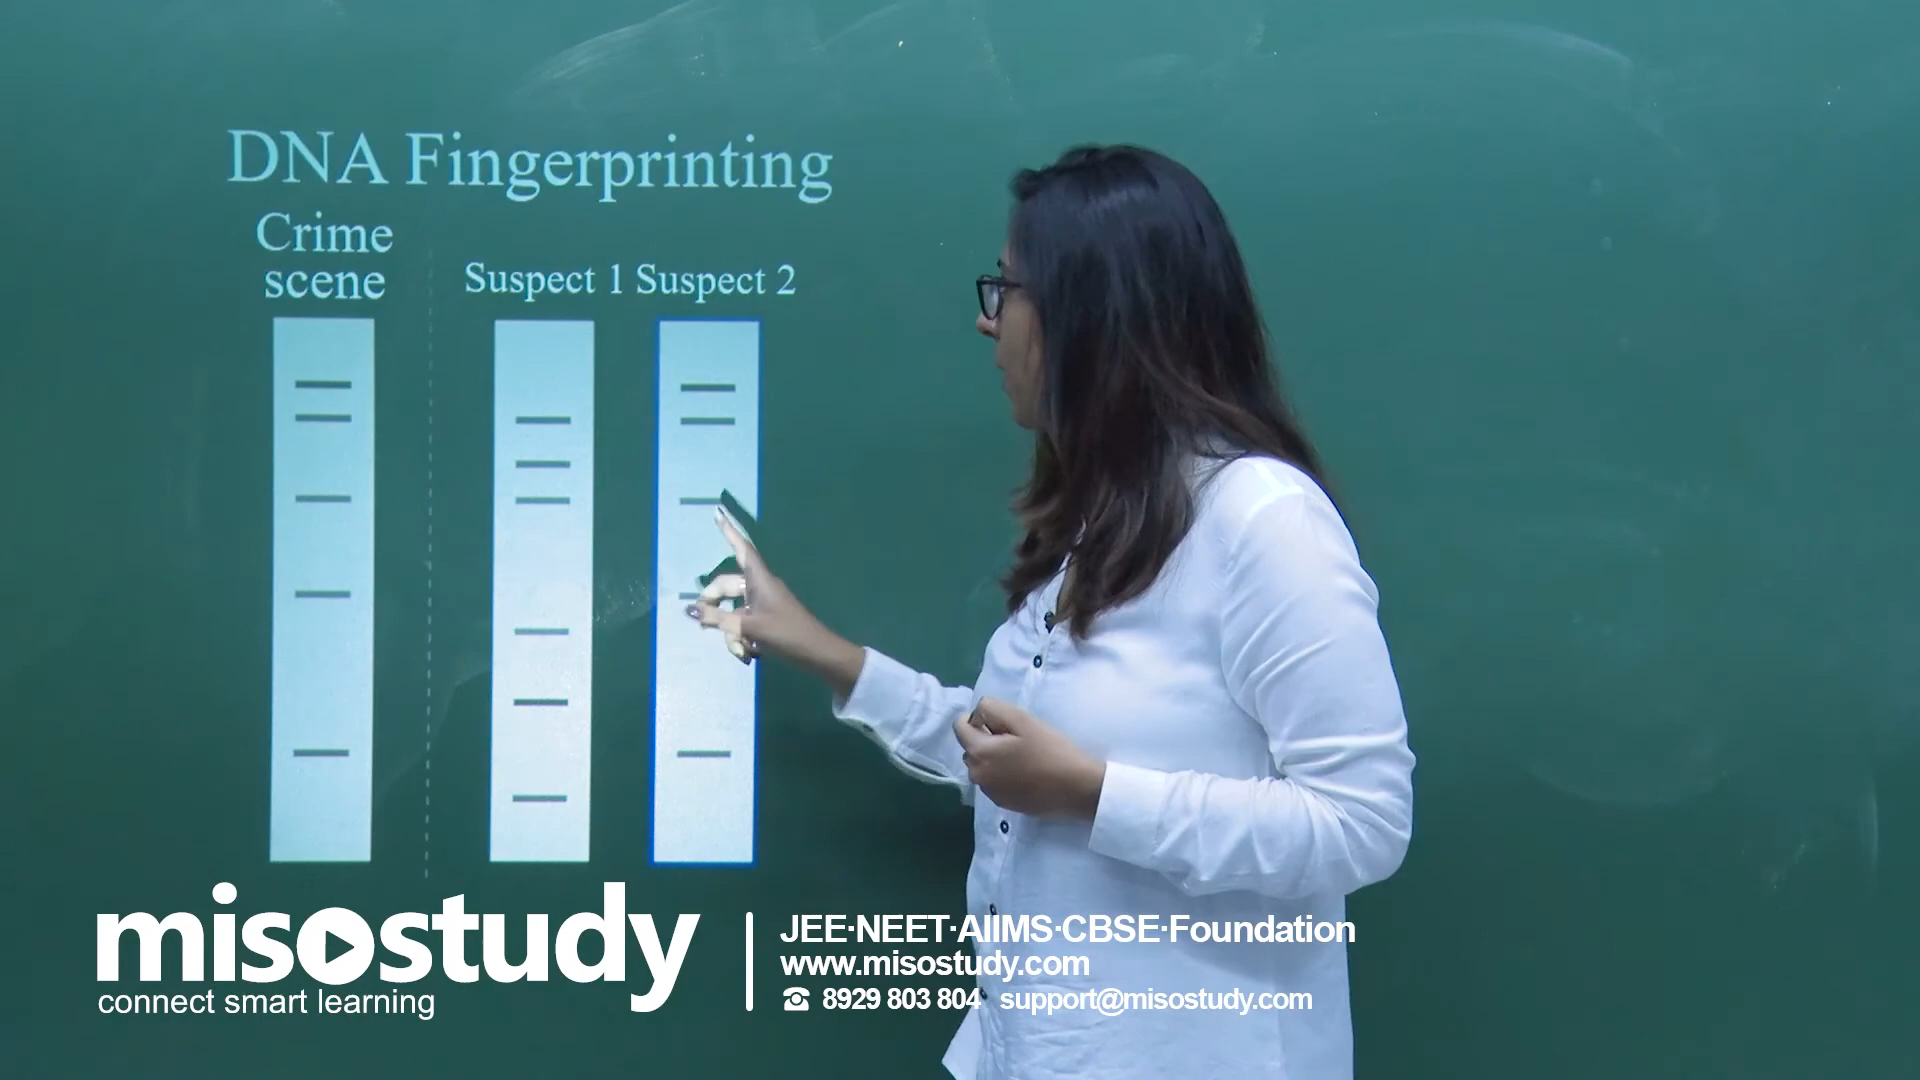 DNA Fingerprinting
Crime
scene
Suspect 1 Suspect 2
misostudy
connect smart learning
JEE·NEET·AIIMS·CBSE·Foundation
www.misostudy.com
☎ 8929 803 804 support@misostudy.com